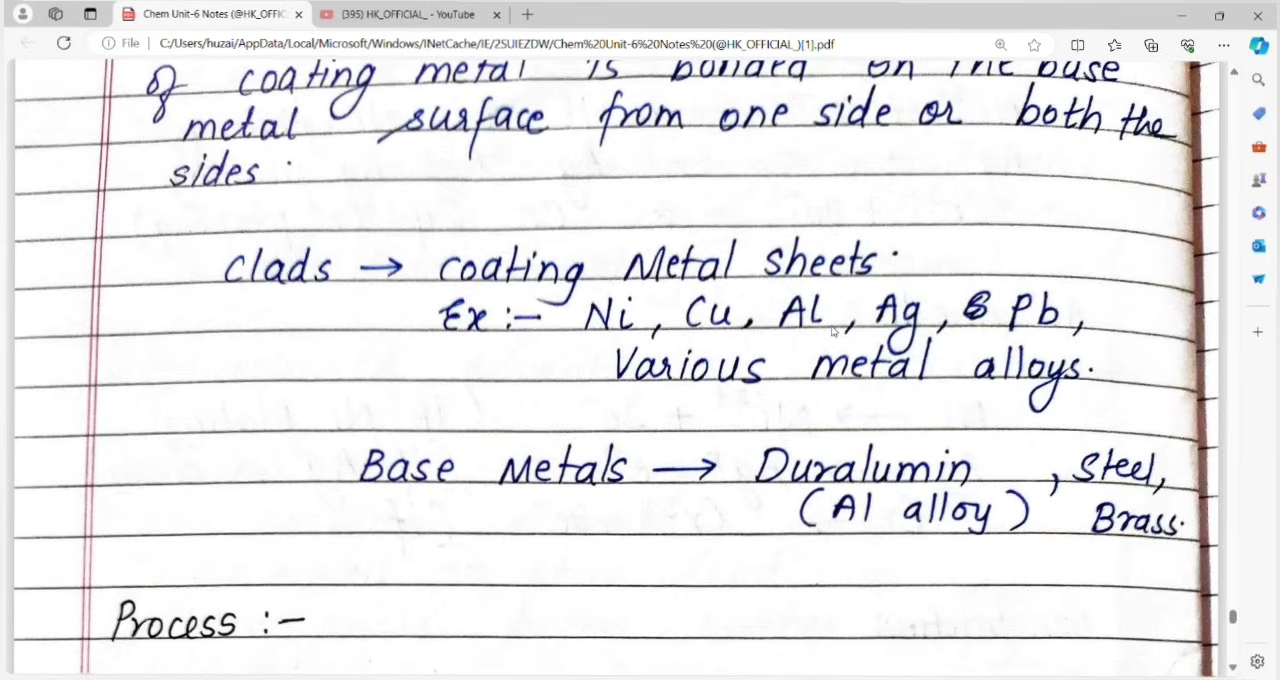 Chem Unit-6 Notes (@HK_OFFIC
(395) HK_OFFICIAL_ - YouTube
File
C:/Users/huzai/AppData/Local/Microsoft/Windows/INetCache/IE/2SUIEZDW/Chem%20Unit-6%20Notes%20(@HK_OFFICIAL_)[1].pdf
of coating metal is on the base
metal surface from one side or both the
sides.
Clads → coating Metal sheets.
Ex :- Ni, Cu, Al, Ag, Pb,
Various metal alloys.
Base Metals → Duralumin , Steel,
(Al alloy) Brass.
Process :-